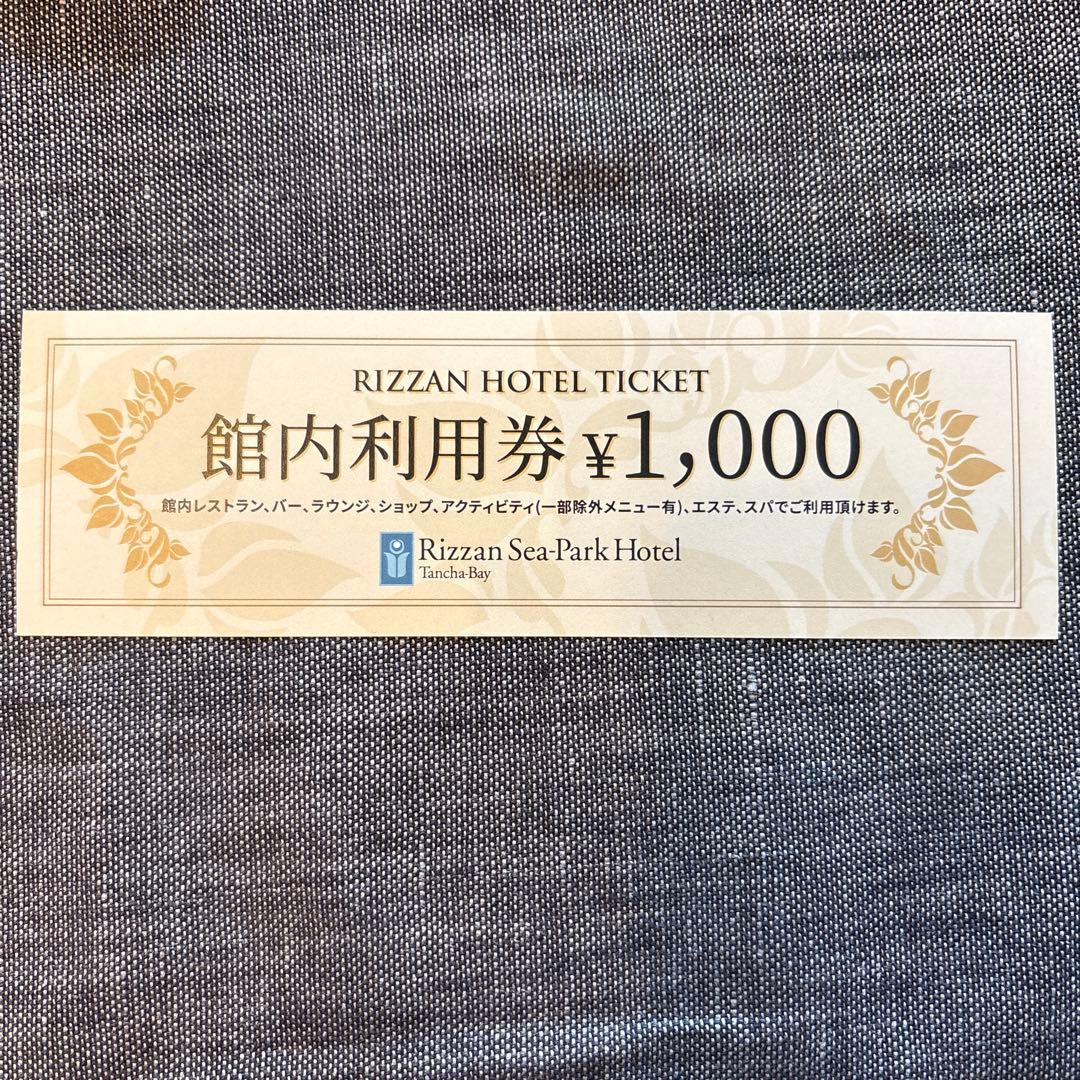 RIZZAN HOTEL TICKET
館内利用券 ¥1,000
館内レストラン、バー、ラウンジ、ショップ、アクティビティ(一部除外メニュー有)、エステ、スパでご利用頂けます。
Rizzan Sea-Park Hotel
Tancha-Bay